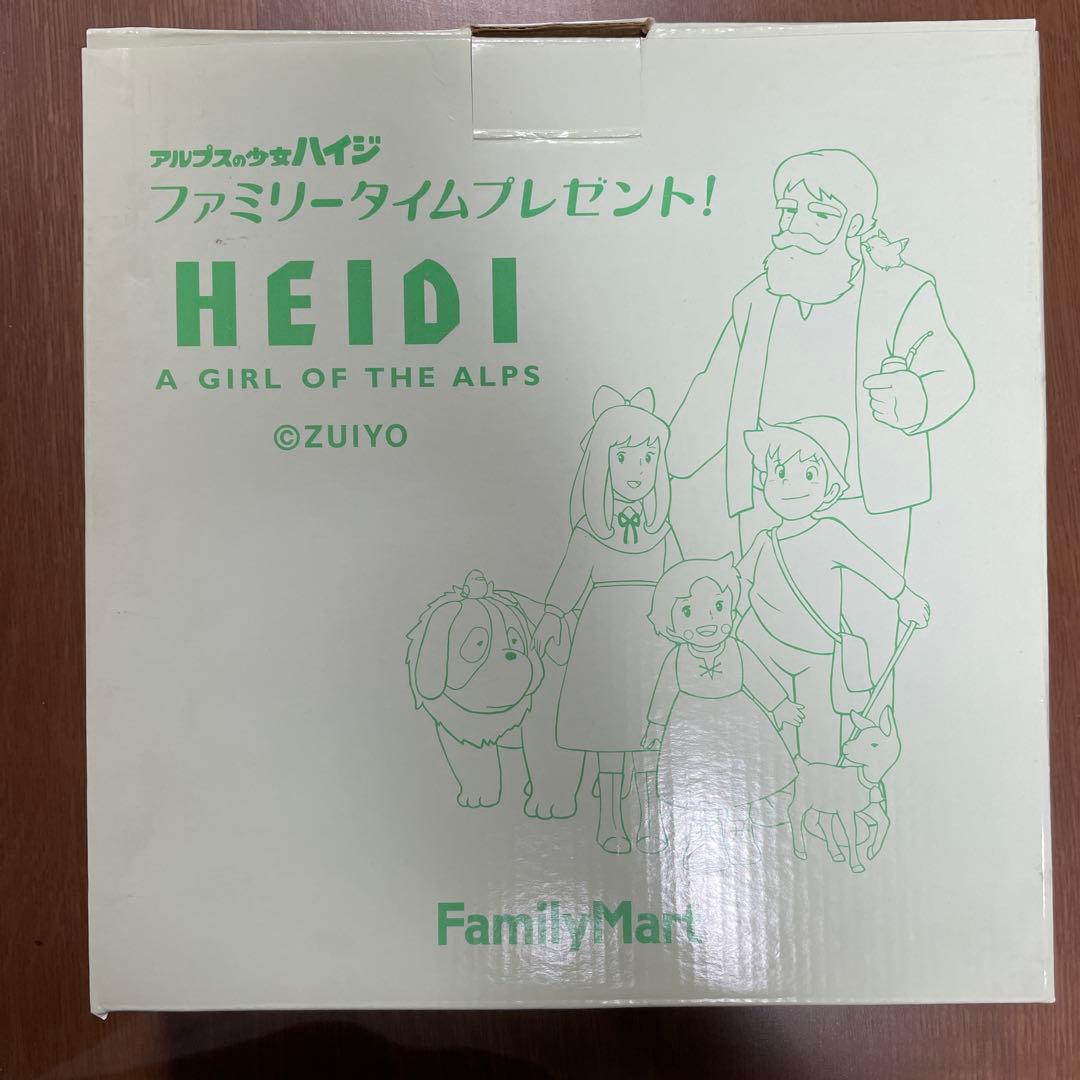 アルプスの少女ハイジ
ファミリータイムプレゼント!
HEIDI
A GIRL OF THE ALPS
©ZUIYO
FamilyMart